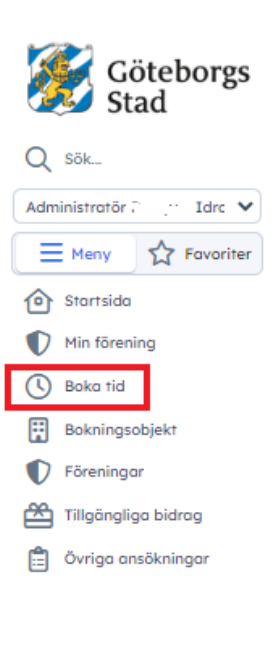 Göteborgs
Stad
Sök...
Administratör
Meny
Favoriter
Startsida
Min förening
Boka tid
Bokningsobjekt
Föreningar
Tillgängliga bidrag
Övriga ansökningar